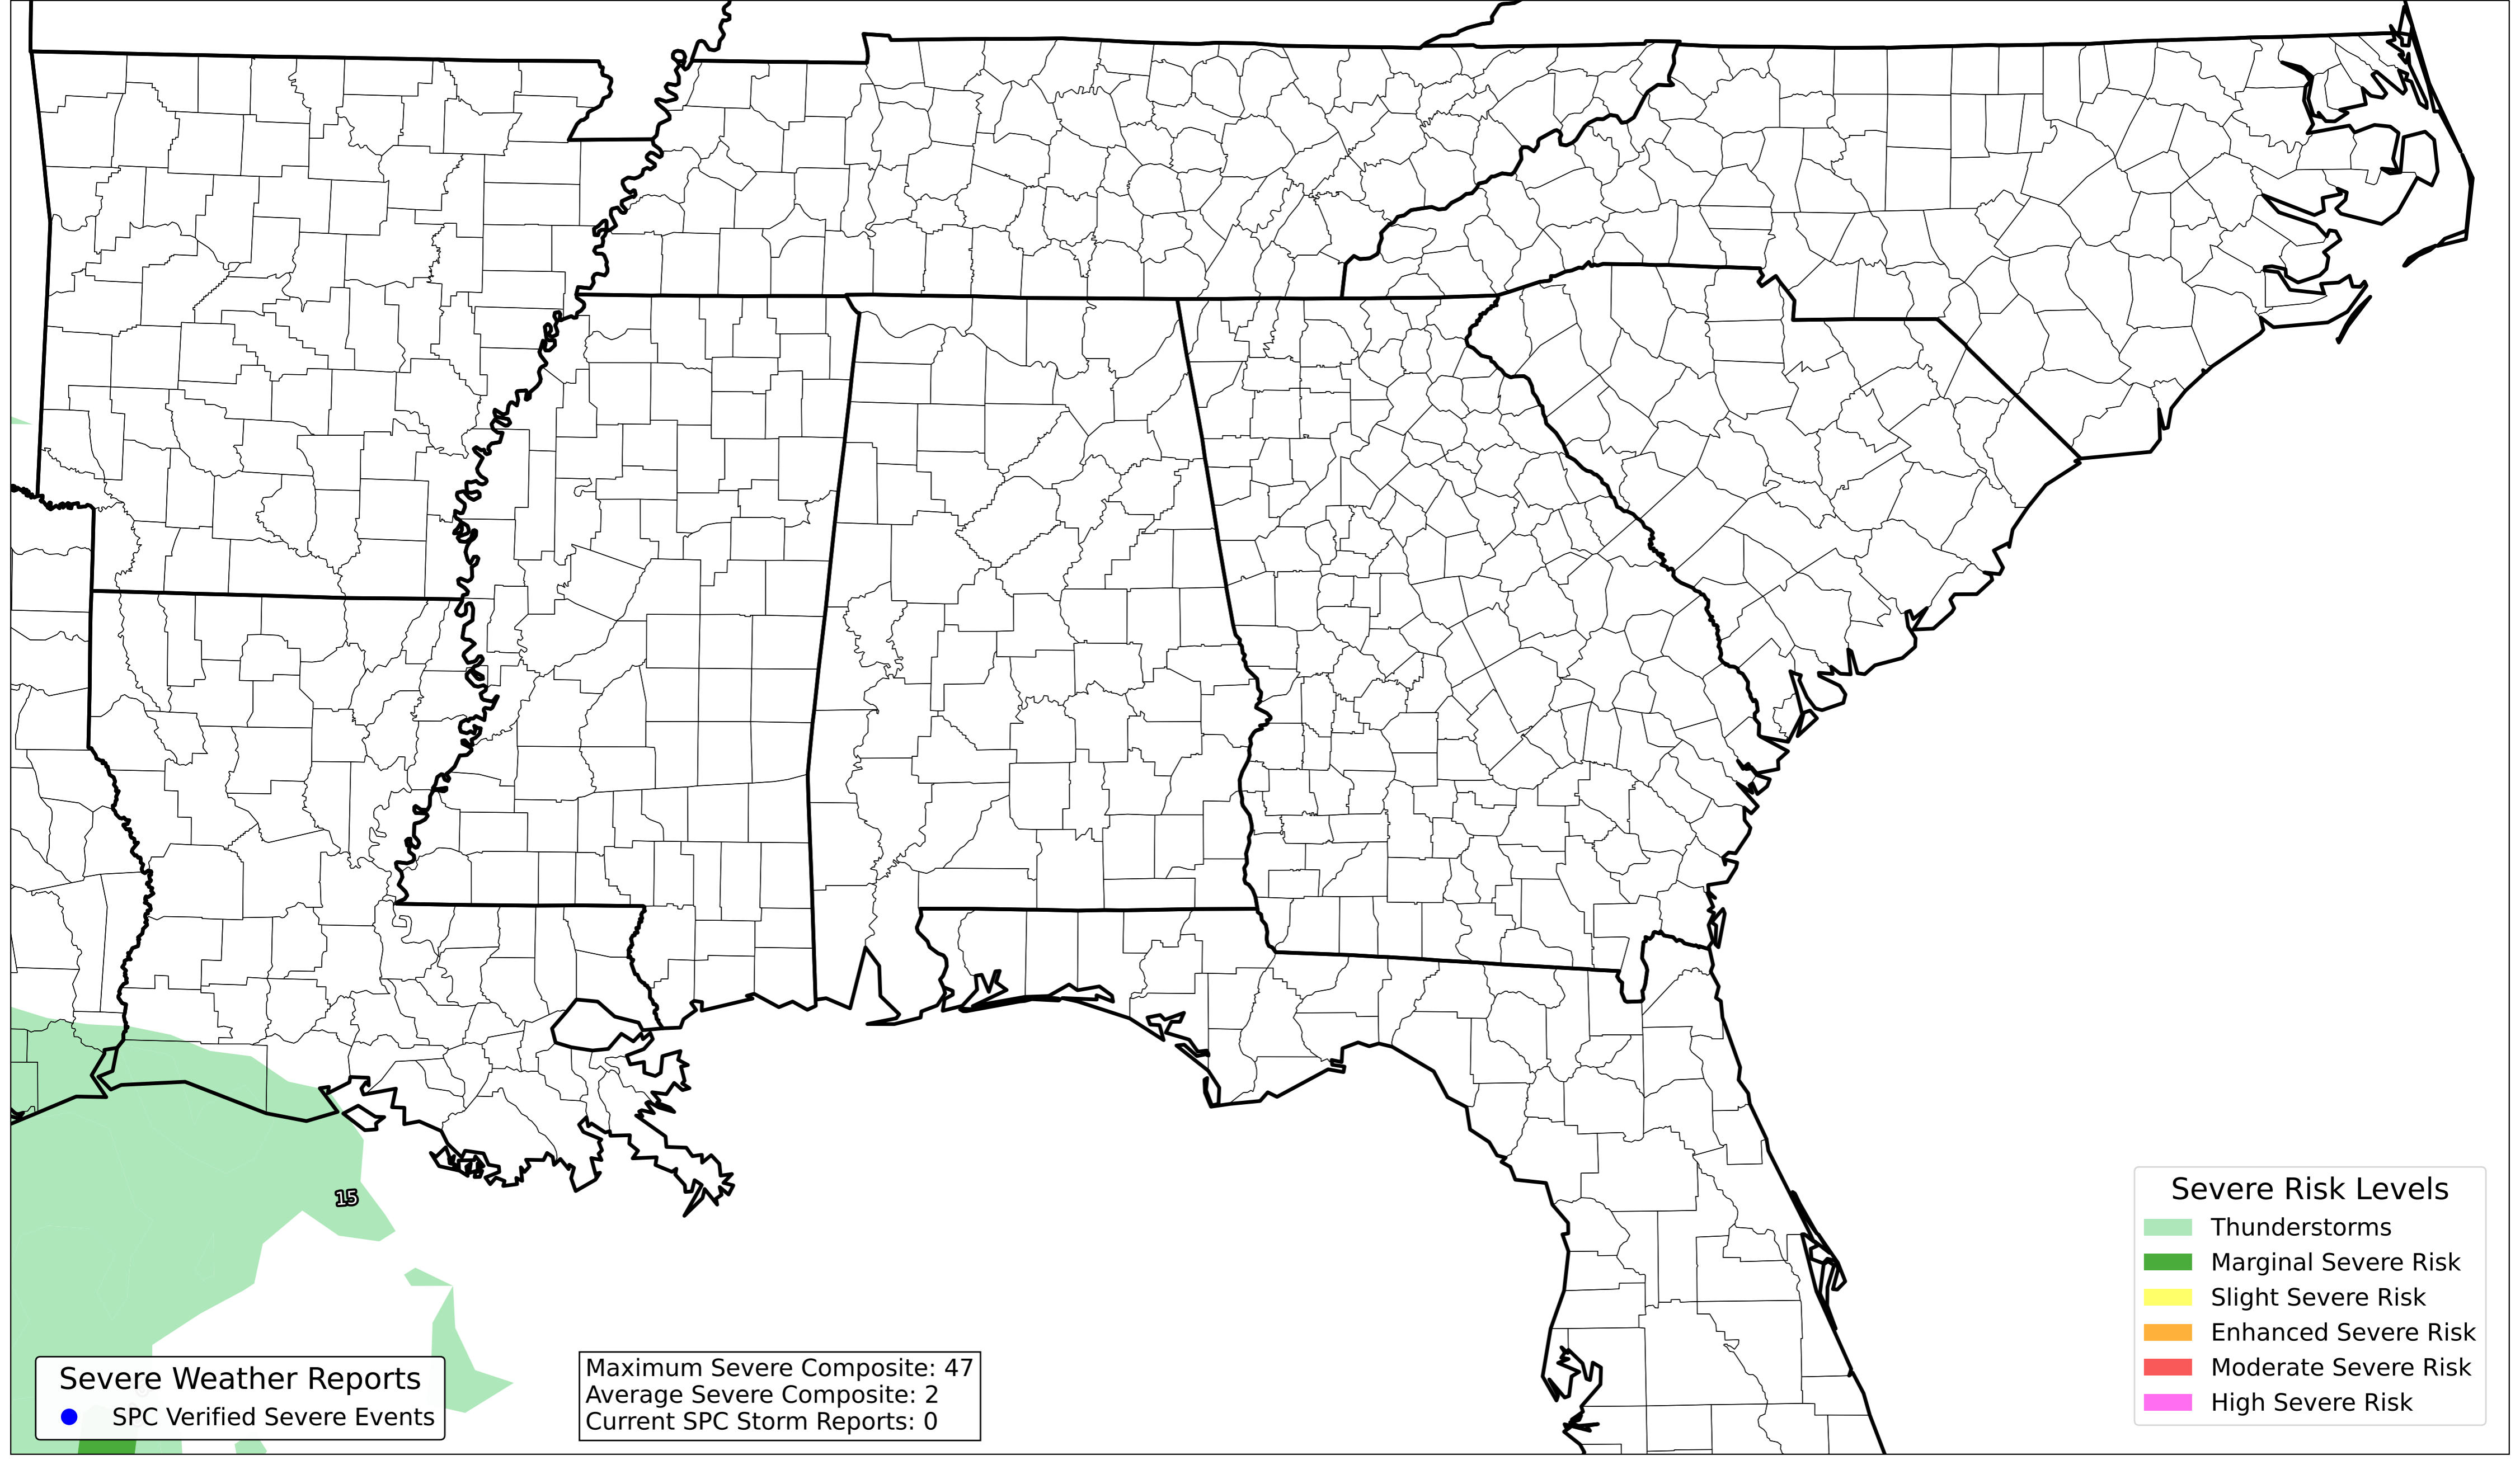 15
Severe Weather Reports
SPC Verified Severe Events
Maximum Severe Composite: 47
Average Severe Composite: 2
Current SPC Storm Reports: 0
Severe Risk Levels
Thunderstorms
Marginal Severe Risk
Slight Severe Risk
Enhanced Severe Risk
Moderate Severe Risk
High Severe Risk